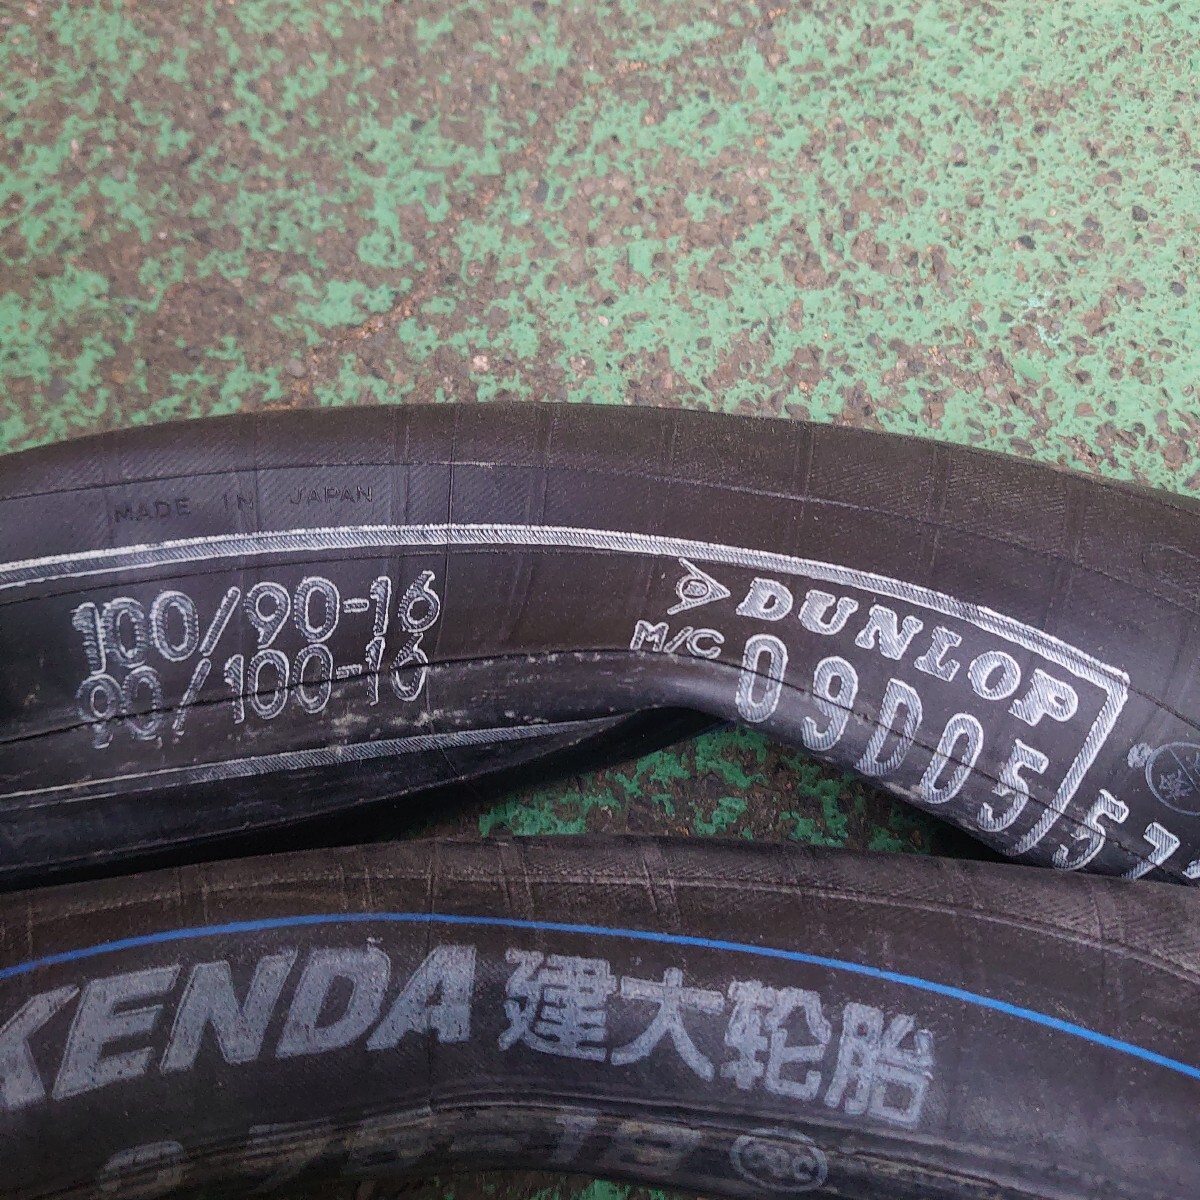 MADE IN JAPAN
100/90-16
90/100-16
DUNLOP
M/C 09D05
KENDA 建大轮胎